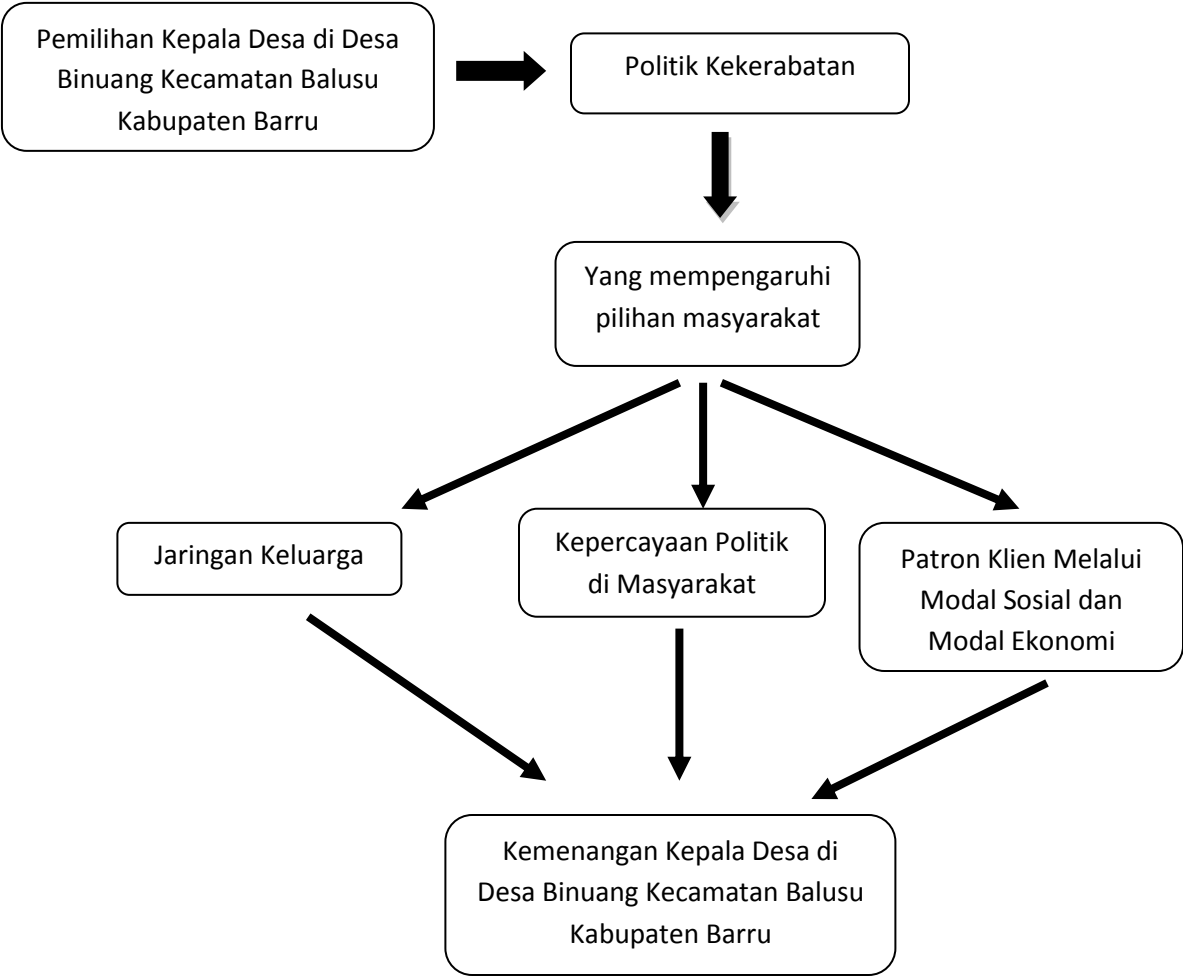 Pemilihan Kepala Desa di Desa
Binuang Kecamatan Balusu
Kabupaten Barru
Politik Kekerabatan
Yang mempengaruhi
pilihan masyarakat
Jaringan Keluarga
Kepercayaan Politik
di Masyarakat
Patron Klien Melalui
Modal Sosial dan
Modal Ekonomi
Kemenangan Kepala Desa di
Desa Binuang Kecamatan Balusu
Kabupaten Barru